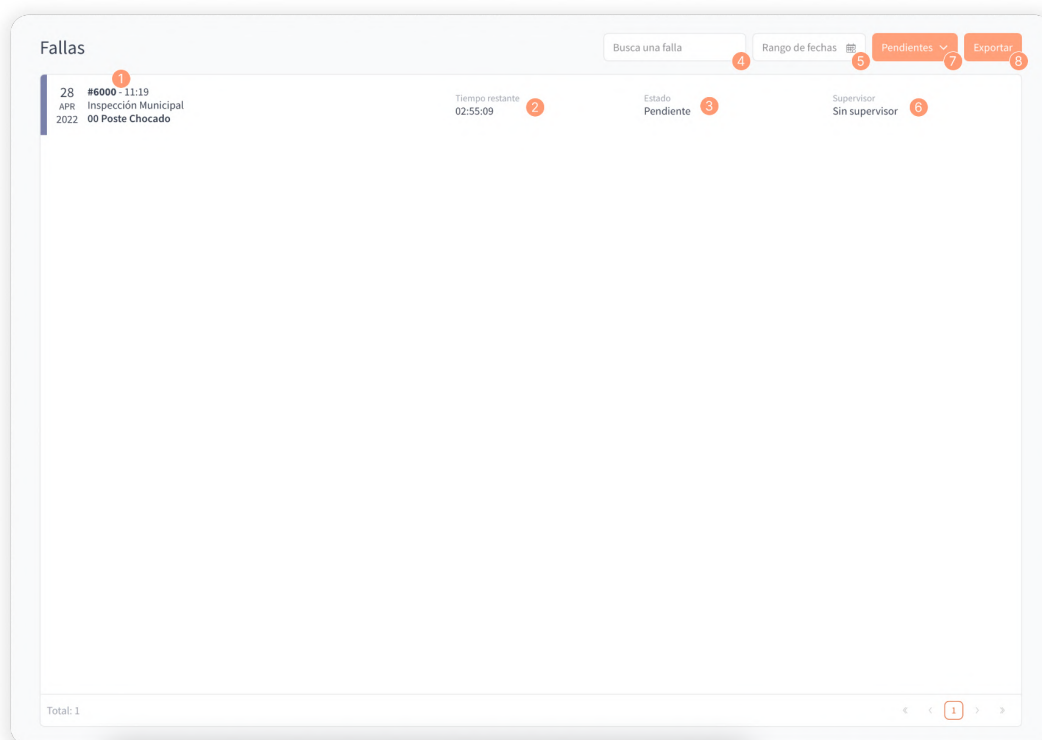 Fallas
Busca una falla
4
Rango de fechas
5
Pendientes
7
Exportar
8
1
28
APR
2022
#6000 - 11:19
Inspección Municipal
00 Poste Chocado
Tiempo restante
02:55:09
2
Estado
Pendiente
3
Supervisor
Sin supervisor
6
Total: 1
« ‹ 1 › »